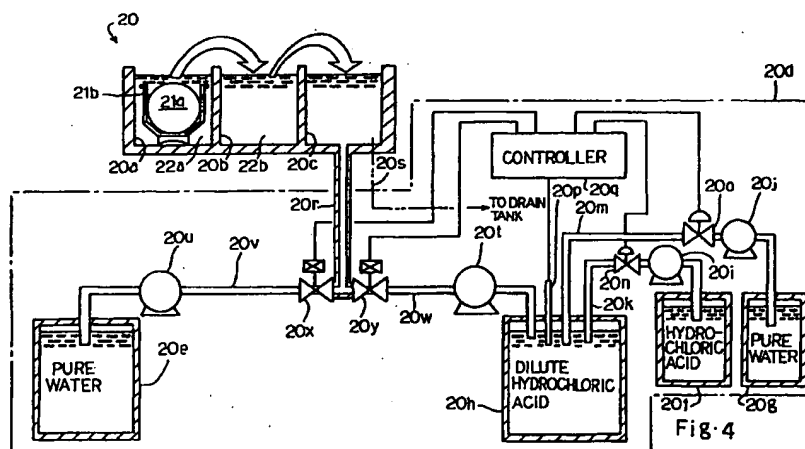 20
21b
21a
20d
20a
22a
20b
22b
20c
20s
CONTROLLER
20r
20p
20q
20m
20o
20j
TO DRAIN
TANK
20u
20v
20t
20n
20i
20k
20x
20y
20w
HYDRO-
CHLORIC
ACID
PURE
WATER
PURE
WATER
20e
DILUTE
HYDROCHLORIC
ACID
20h
20f
20g
Fig.4